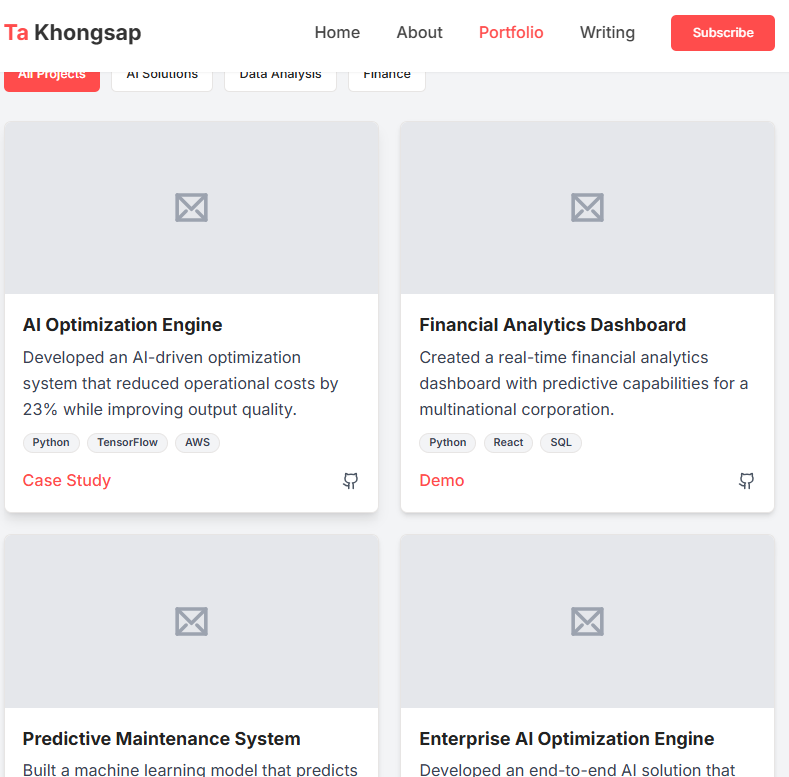 Ta Khongsap
Home About Portfolio Writing Subscribe
All Projects AI Solutions Data Analysis Finance
AI Optimization Engine
Developed an AI-driven optimization
system that reduced operational costs by
23% while improving output quality.
Python TensorFlow AWS
Case Study
Financial Analytics Dashboard
Created a real-time financial analytics
dashboard with predictive capabilities for a
multinational corporation.
Python React SQL
Demo
Predictive Maintenance System
Built a machine learning model that predicts
Enterprise AI Optimization Engine
Developed an end-to-end AI solution that